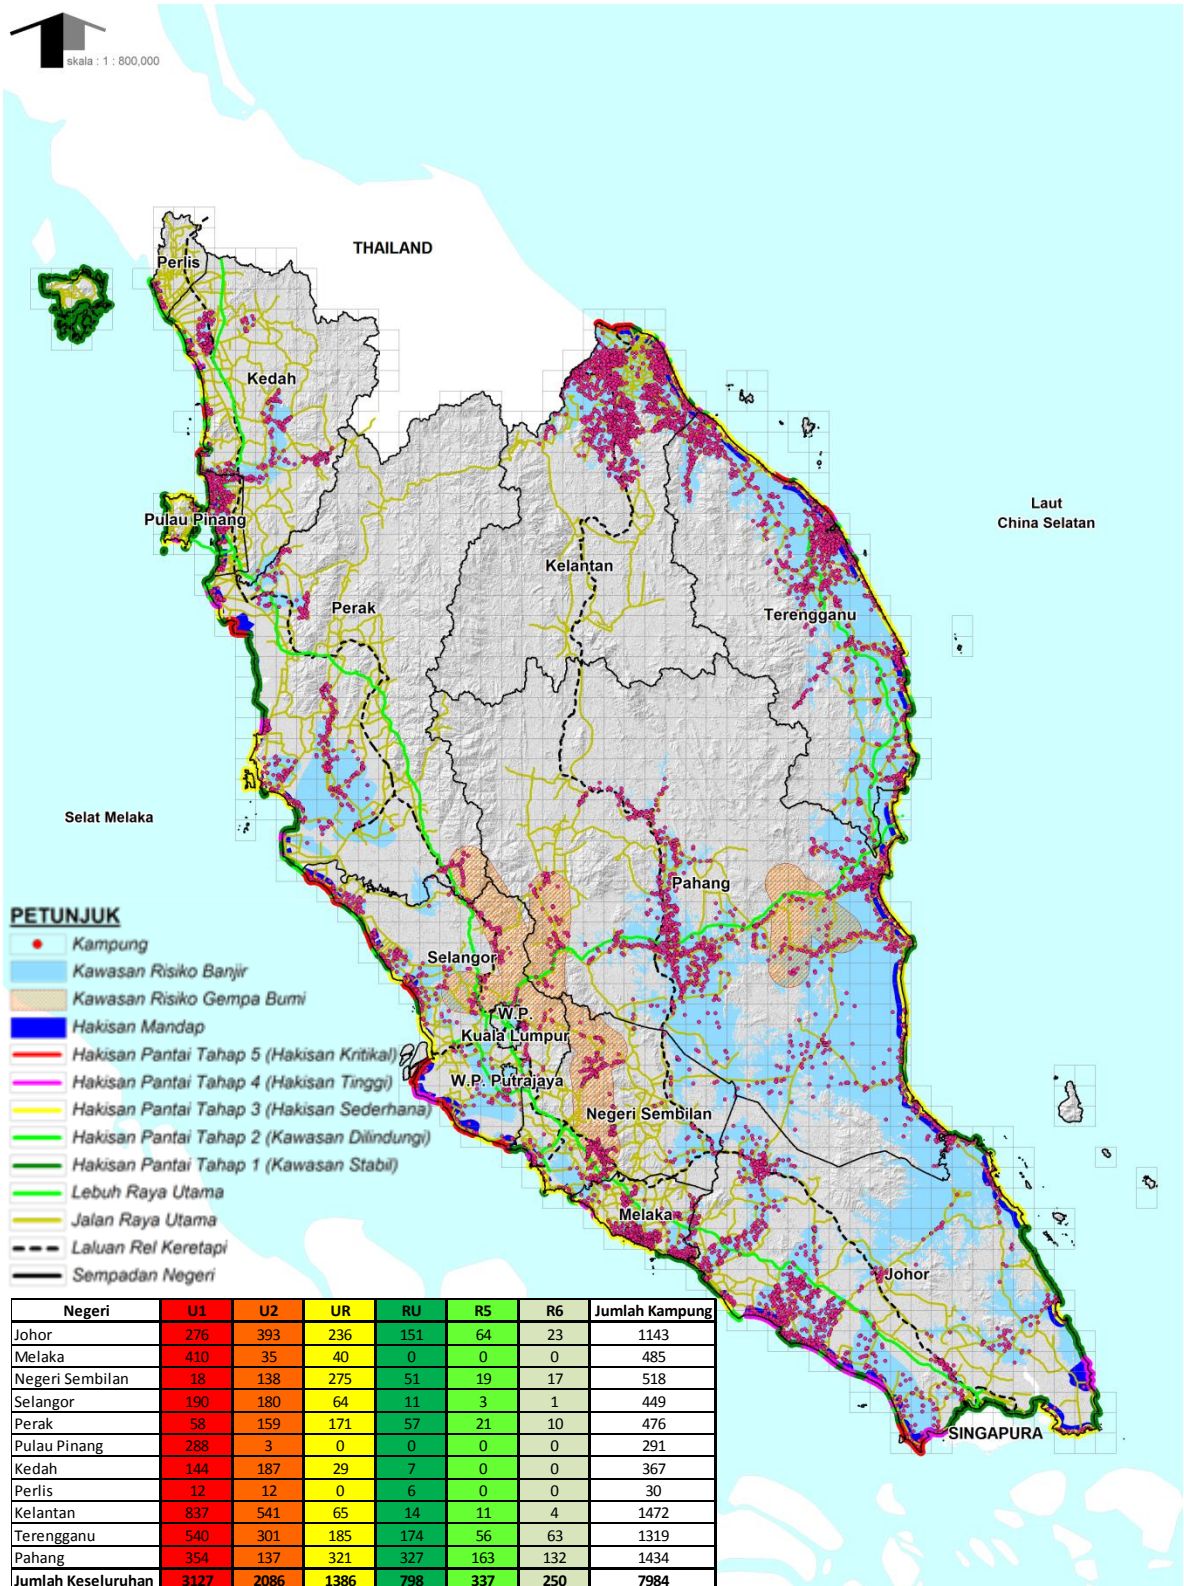 skala : 1 : 800,000
THAILAND
Perlis
Kedah
Pulau Pinang
Perak
Kelantan
Terengganu
Laut
China Selatan
Selat Melaka
Pahang
Selangor
W.P.
Kuala Lumpur
W.P. Putrajaya
Negeri Sembilan
Melaka
Johor
SINGAPURA
PETUNJUK
Kampung
Kawasan Risiko Banjir
Kawasan Risiko Gempa Bumi
Hakisan Mandap
Hakisan Pantai Tahap 5 (Hakisan Kritikal)
Hakisan Pantai Tahap 4 (Hakisan Tinggi)
Hakisan Pantai Tahap 3 (Hakisan Sederhana)
Hakisan Pantai Tahap 2 (Kawasan Dilindungi)
Hakisan Pantai Tahap 1 (Kawasan Stabil)
Lebuh Raya Utama
Jalan Raya Utama
Laluan Rel Keretapi
Sempadan Negeri
Negeri U1 U2 UR RU R5 R6 Jumlah Kampung
Johor 276 393 236 151 64 23 1143
Melaka 410 35 40 0 0 0 485
Negeri Sembilan 18 138 275 51 19 17 518
Selangor 190 180 64 11 3 1 449
Perak 58 159 171 57 21 10 476
Pulau Pinang 288 3 0 0 0 0 291
Kedah 144 187 29 7 0 0 367
Perlis 12 12 0 6 0 0 30
Kelantan 837 541 65 14 11 4 1472
Terengganu 540 301 185 174 56 63 1319
Pahang 354 137 321 327 163 132 1434
Jumlah Keseluruhan 3127 2086 1386 798 337 250 7984